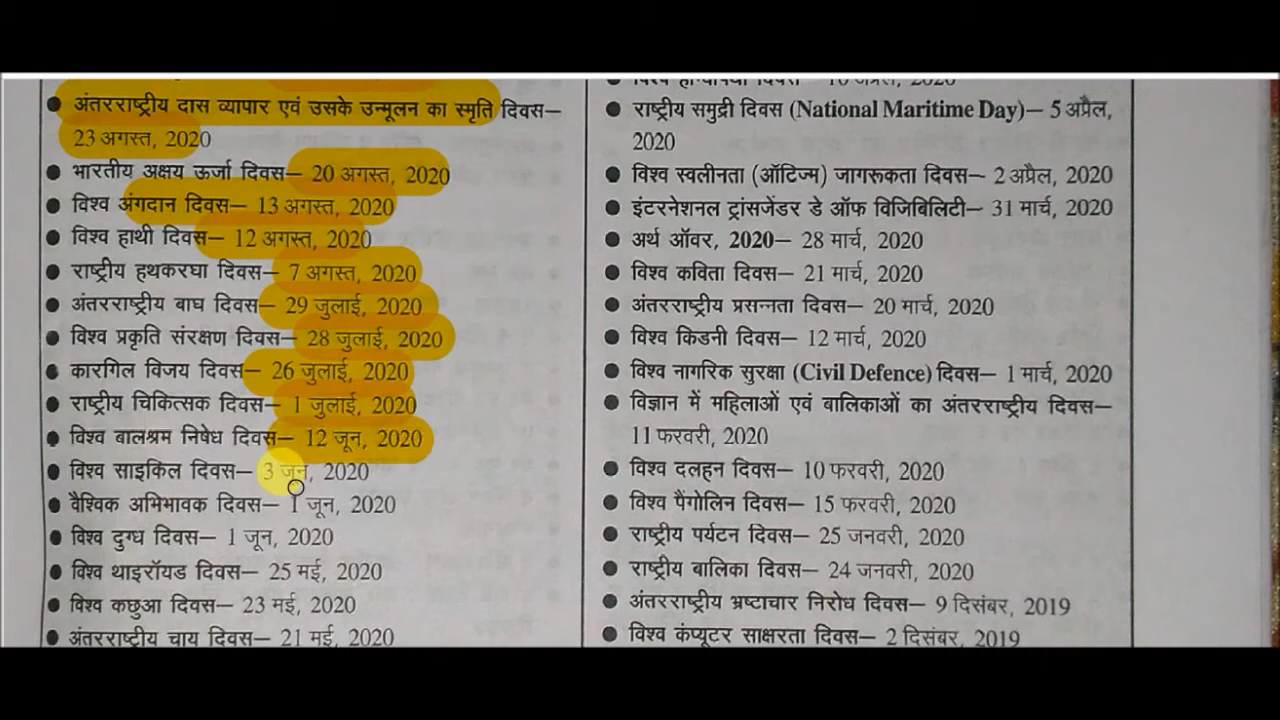 अंतरराष्ट्रीय दास व्यापार एवं उसके उन्मूलन का स्मृति दिवस–
23 अगस्त, 2020
भारतीय अक्षय ऊर्जा दिवस– 20 अगस्त, 2020
विश्व अंगदान दिवस– 13 अगस्त, 2020
विश्व हाथी दिवस– 12 अगस्त, 2020
राष्ट्रीय हथकरघा दिवस– 7 अगस्त, 2020
अंतरराष्ट्रीय बाघ दिवस– 29 जुलाई, 2020
विश्व प्रकृति संरक्षण दिवस– 28 जुलाई, 2020
कारगिल विजय दिवस– 26 जुलाई, 2020
राष्ट्रीय चिकित्सक दिवस– 1 जुलाई, 2020
विश्व बालश्रम निषेध दिवस– 12 जून, 2020
विश्व साइकिल दिवस– 3 जून, 2020
वैश्विक अभिभावक दिवस– 1 जून, 2020
विश्व दुग्ध दिवस– 1 जून, 2020
विश्व थाइरॉयड दिवस– 25 मई, 2020
विश्व कछुआ दिवस– 23 मई, 2020
अंतरराष्ट्रीय चाय दिवस– 21 मई, 2020
राष्ट्रीय समुद्री दिवस (National Maritime Day)– 5 अप्रैल,
2020
विश्व स्वलीनता (ऑटिज्म) जागरूकता दिवस– 2 अप्रैल, 2020
इंटरनेशनल ट्रांसजेंडर डे ऑफ विजिबिलिटी– 31 मार्च, 2020
अर्थ ऑवर, 2020– 28 मार्च, 2020
विश्व कविता दिवस– 21 मार्च, 2020
अंतरराष्ट्रीय प्रसन्नता दिवस– 20 मार्च, 2020
विश्व किडनी दिवस– 12 मार्च, 2020
विश्व नागरिक सुरक्षा (Civil Defence) दिवस– 1 मार्च, 2020
विज्ञान में महिलाओं एवं बालिकाओं का अंतरराष्ट्रीय दिवस–
11 फरवरी, 2020
विश्व दलहन दिवस– 10 फरवरी, 2020
विश्व पैंगोलिन दिवस– 15 फरवरी, 2020
राष्ट्रीय पर्यटन दिवस– 25 जनवरी, 2020
राष्ट्रीय बालिका दिवस– 24 जनवरी, 2020
अंतरराष्ट्रीय भ्रष्टाचार निरोध दिवस– 9 दिसंबर, 2019
विश्व कंप्यूटर साक्षरता दिवस– 2 दिसंबर, 2019